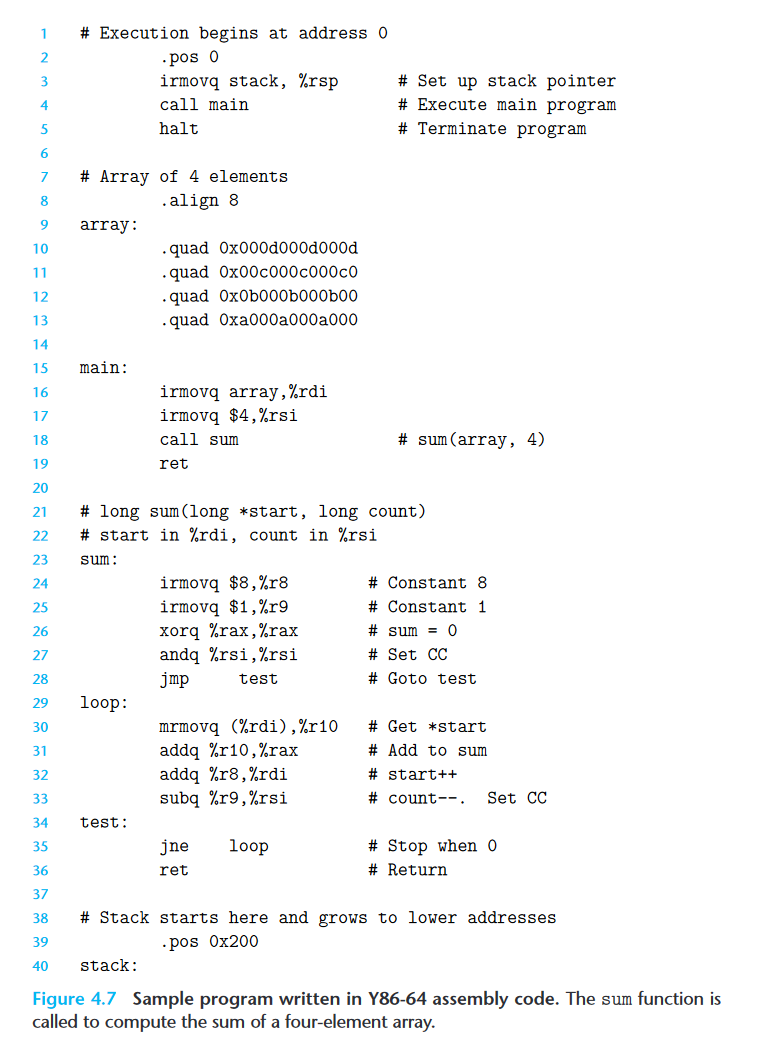 1 # Execution begins at address 0
2 .pos 0
3 irmovq stack, %rsp # Set up stack pointer
4 call main # Execute main program
5 halt # Terminate program
6
7 # Array of 4 elements
8 .align 8
9 array:
10 .quad 0x000d000d000d
11 .quad 0x00c000c000c0
12 .quad 0x0b000b000b00
13 .quad 0xa000a000a000
14
15 main:
16 irmovq array,%rdi
17 irmovq $4,%rsi
18 call sum # sum(array, 4)
19 ret
20
21 # long sum(long *start, long count)
22 # start in %rdi, count in %rsi
23 sum:
24 irmovq $8,%r8 # Constant 8
25 irmovq $1,%r9 # Constant 1
26 xorq %rax,%rax # sum = 0
27 andq %rsi,%rsi # Set CC
28 jmp test # Goto test
29 loop:
30 mrmovq (%rdi),%r10 # Get *start
31 addq %r10,%rax # Add to sum
32 addq %r8,%rdi # start++
33 subq %r9,%rsi # count--. Set CC
34 test:
35 jne loop # Stop when 0
36 ret # Return
37
38 # Stack starts here and grows to lower addresses
39 .pos 0x200
40 stack:
Figure 4.7 Sample program written in Y86-64 assembly code. The sum function is
called to compute the sum of a four-element array.